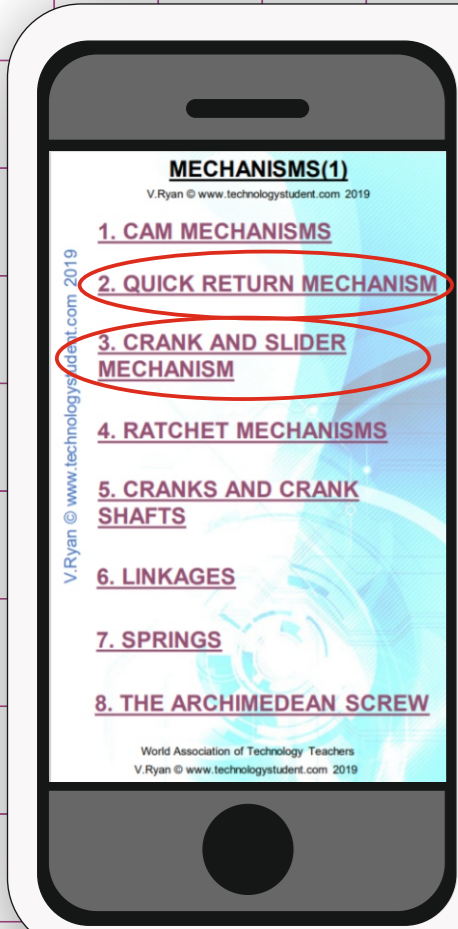 MECHANISMS(1)
V.Ryan © www.technologystudent.com 2019
1. CAM MECHANISMS
2. QUICK RETURN MECHANISM
3. CRANK AND SLIDER
MECHANISM
4. RATCHET MECHANISMS
5. CRANKS AND CRANK
SHAFTS
6. LINKAGES
7. SPRINGS
8. THE ARCHIMEDEAN SCREW
World Association of Technology Teachers
V.Ryan © www.technologystudent.com 2019
V.Ryan © www.technologystudent.com 2019